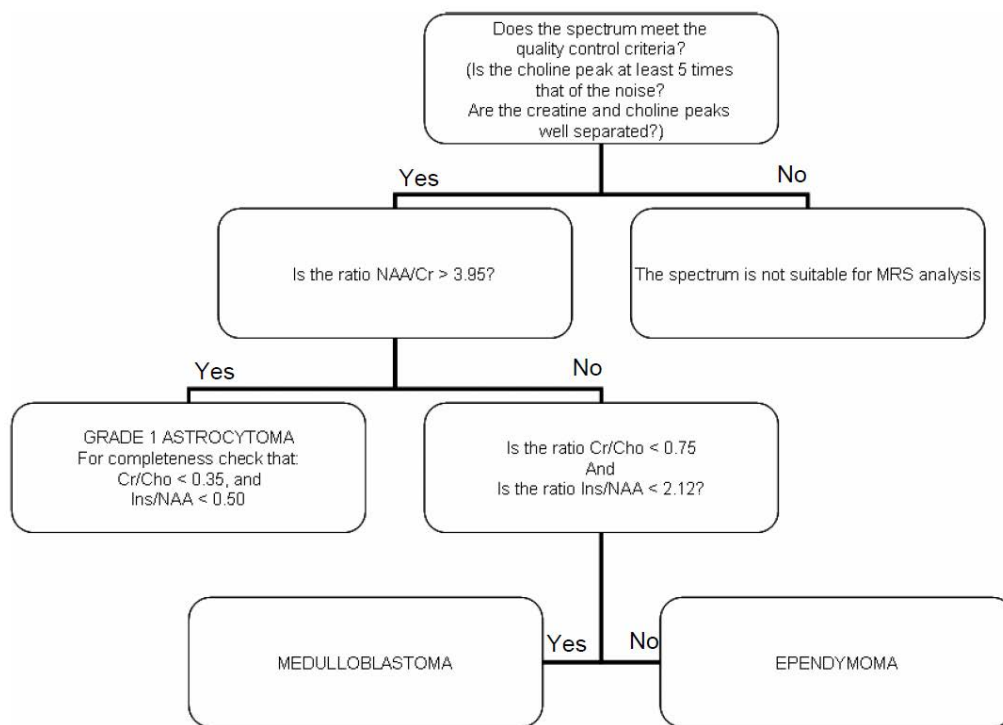 Does the spectrum meet the
quality control criteria?
(Is the choline peak at least 5 times
that of the noise?
Are the creatine and choline peaks
well separated?)
Yes
No
Is the ratio NAA/Cr > 3.95?
The spectrum is not suitable for MRS analysis
Yes
No
GRADE 1 ASTROCYTOMA
For completeness check that:
Cr/Cho < 0.35, and
Ins/NAA < 0.50
Is the ratio Cr/Cho < 0.75
And
Is the ratio Ins/NAA < 2.12?
MEDULLOBLASTOMA
Yes
No
EPENDYMOMA